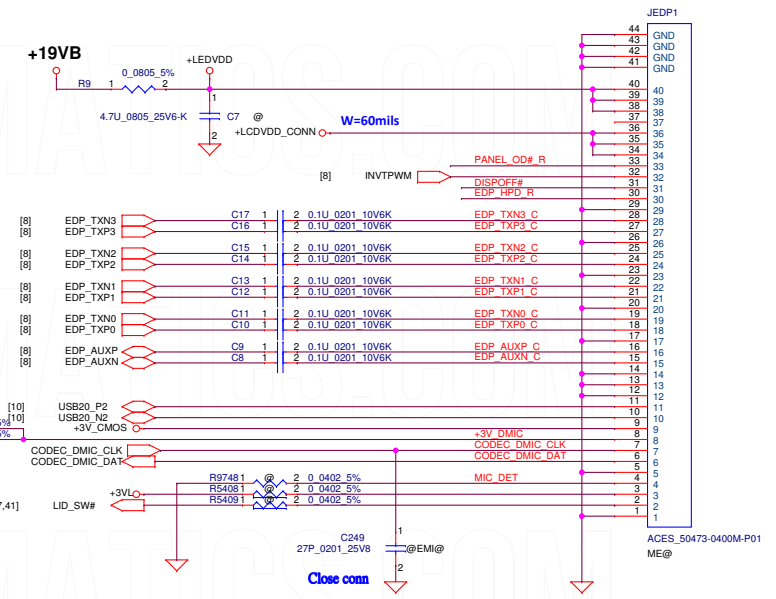 JEDP1
44 GND
43 GND
+19VB
42 GND
41 GND
+LEDVDD
0_0805_5%
R9 1 2
40 40
39 39
38 38
1
37 37
4.7U_0805_25V6-K C7 @
W=60mils
36 36
+LCDVDD_CONN
35 35
2
34 34
PANEL_OD#_R 33 33
[8] INVTPWM 32 32
DISPOFF# 31 31
EDP_HPD_R 30 30
29 29
[8] EDP_TXN3 C17 1 2 0.1U_0201_10V6K EDP_TXN3_C 28 28
[8] EDP_TXP3 C16 1 2 0.1U_0201_10V6K EDP_TXP3_C 27 27
26 26
[8] EDP_TXN2 C15 1 2 0.1U_0201_10V6K EDP_TXN2_C 25 25
[8] EDP_TXP2 C14 1 2 0.1U_0201_10V6K EDP_TXP2_C 24 24
23 23
[8] EDP_TXN1 C13 1 2 0.1U_0201_10V6K EDP_TXN1_C 22 22
[8] EDP_TXP1 C12 1 2 0.1U_0201_10V6K EDP_TXP1_C 21 21
20 20
[8] EDP_TXN0 C11 1 2 0.1U_0201_10V6K EDP_TXN0_C 19 19
[8] EDP_TXP0 C10 1 2 0.1U_0201_10V6K EDP_TXP0_C 18 18
17 17
[8] EDP_AUXP C9 1 2 0.1U_0201_10V6K EDP_AUXP_C 16 16
[8] EDP_AUXN C8 1 2 0.1U_0201_10V6K EDP_AUXN_C 15 15
14 14
13 13
12 12
[10] USB20_P2 11 11
[10] USB20_N2 10 10
5% +3V_CMOS 9 9
5% +3V_DMIC 8 8
CODEC_DMIC_CLK CODEC_DMIC_CLK 7 7
CODEC_DMIC_DAT CODEC_DMIC_DAT 6 6
5 5
R9748 1 @ 2 0_0402_5% MIC_DET 4 4
+3VL R5408 1 @ 2 0_0402_5% 3 3
7,41] LID_SW# R5409 1 @ 2 0_0402_5% 2 2
1 1
C249 1
ACES_50473-0400M-P01
27P_0201_25V8 @EMI@
ME@
2
Close conn